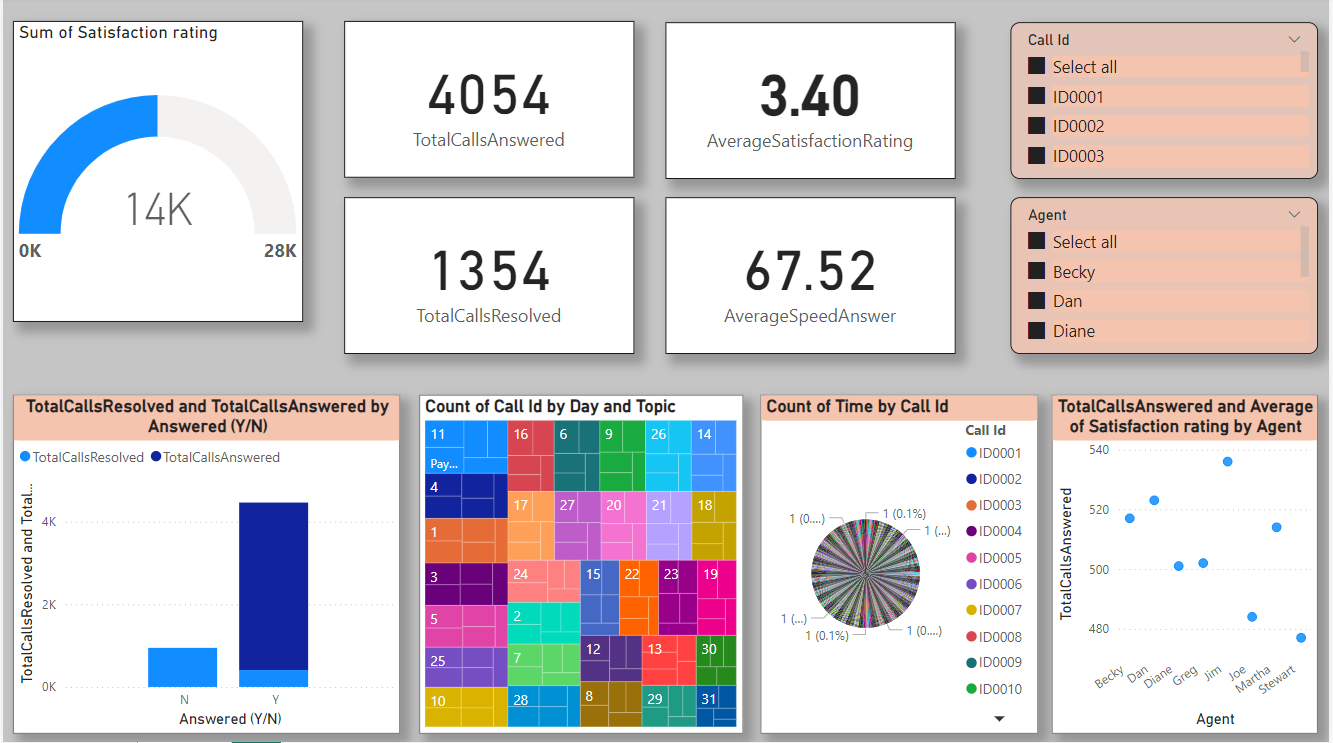 Sum of Satisfaction rating
14K
0K
28K
4054
TotalCallsAnswered
3.40
AverageSatisfactionRating
1354
TotalCallsResolved
67.52
AverageSpeedAnswer
Call Id
Select all
ID0001
ID0002
ID0003
Agent
Select all
Becky
Dan
Diane
TotalCallsResolved and TotalCallsAnswered by
Answered (Y/N)
TotalCallsResolved TotalCallsAnswered
TotalCallsResolved and Total...
4K
2K
0K
N Y
Answered (Y/N)
Count of Call Id by Day and Topic
11 16 6 9 26 14
Pay...
4
17 27 20 21 18
1
3 24 15 22 23 19
5 2
25 7 12 13 30
10 28 8 29 31
Count of Time by Call Id
1 (0....)
1 (0.1%)
1 (...)
1 (...)
1 (0.1%)
1 (0....)
Call Id
ID0001
ID0002
ID0003
ID0004
ID0005
ID0006
ID0007
ID0008
ID0009
ID0010
TotalCallsAnswered and Average
of Satisfaction rating by Agent
TotalCallsAnswered
540
520
500
480
Becky Dan Diane Greg Jim Joe Martha Stewart
Agent